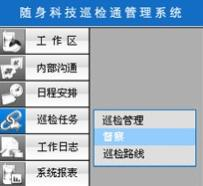 随身科技巡检通管理系统
工作区
内部沟通
日程安排
巡检任务
巡检管理
督察
巡检路线
工作日志
系统报表